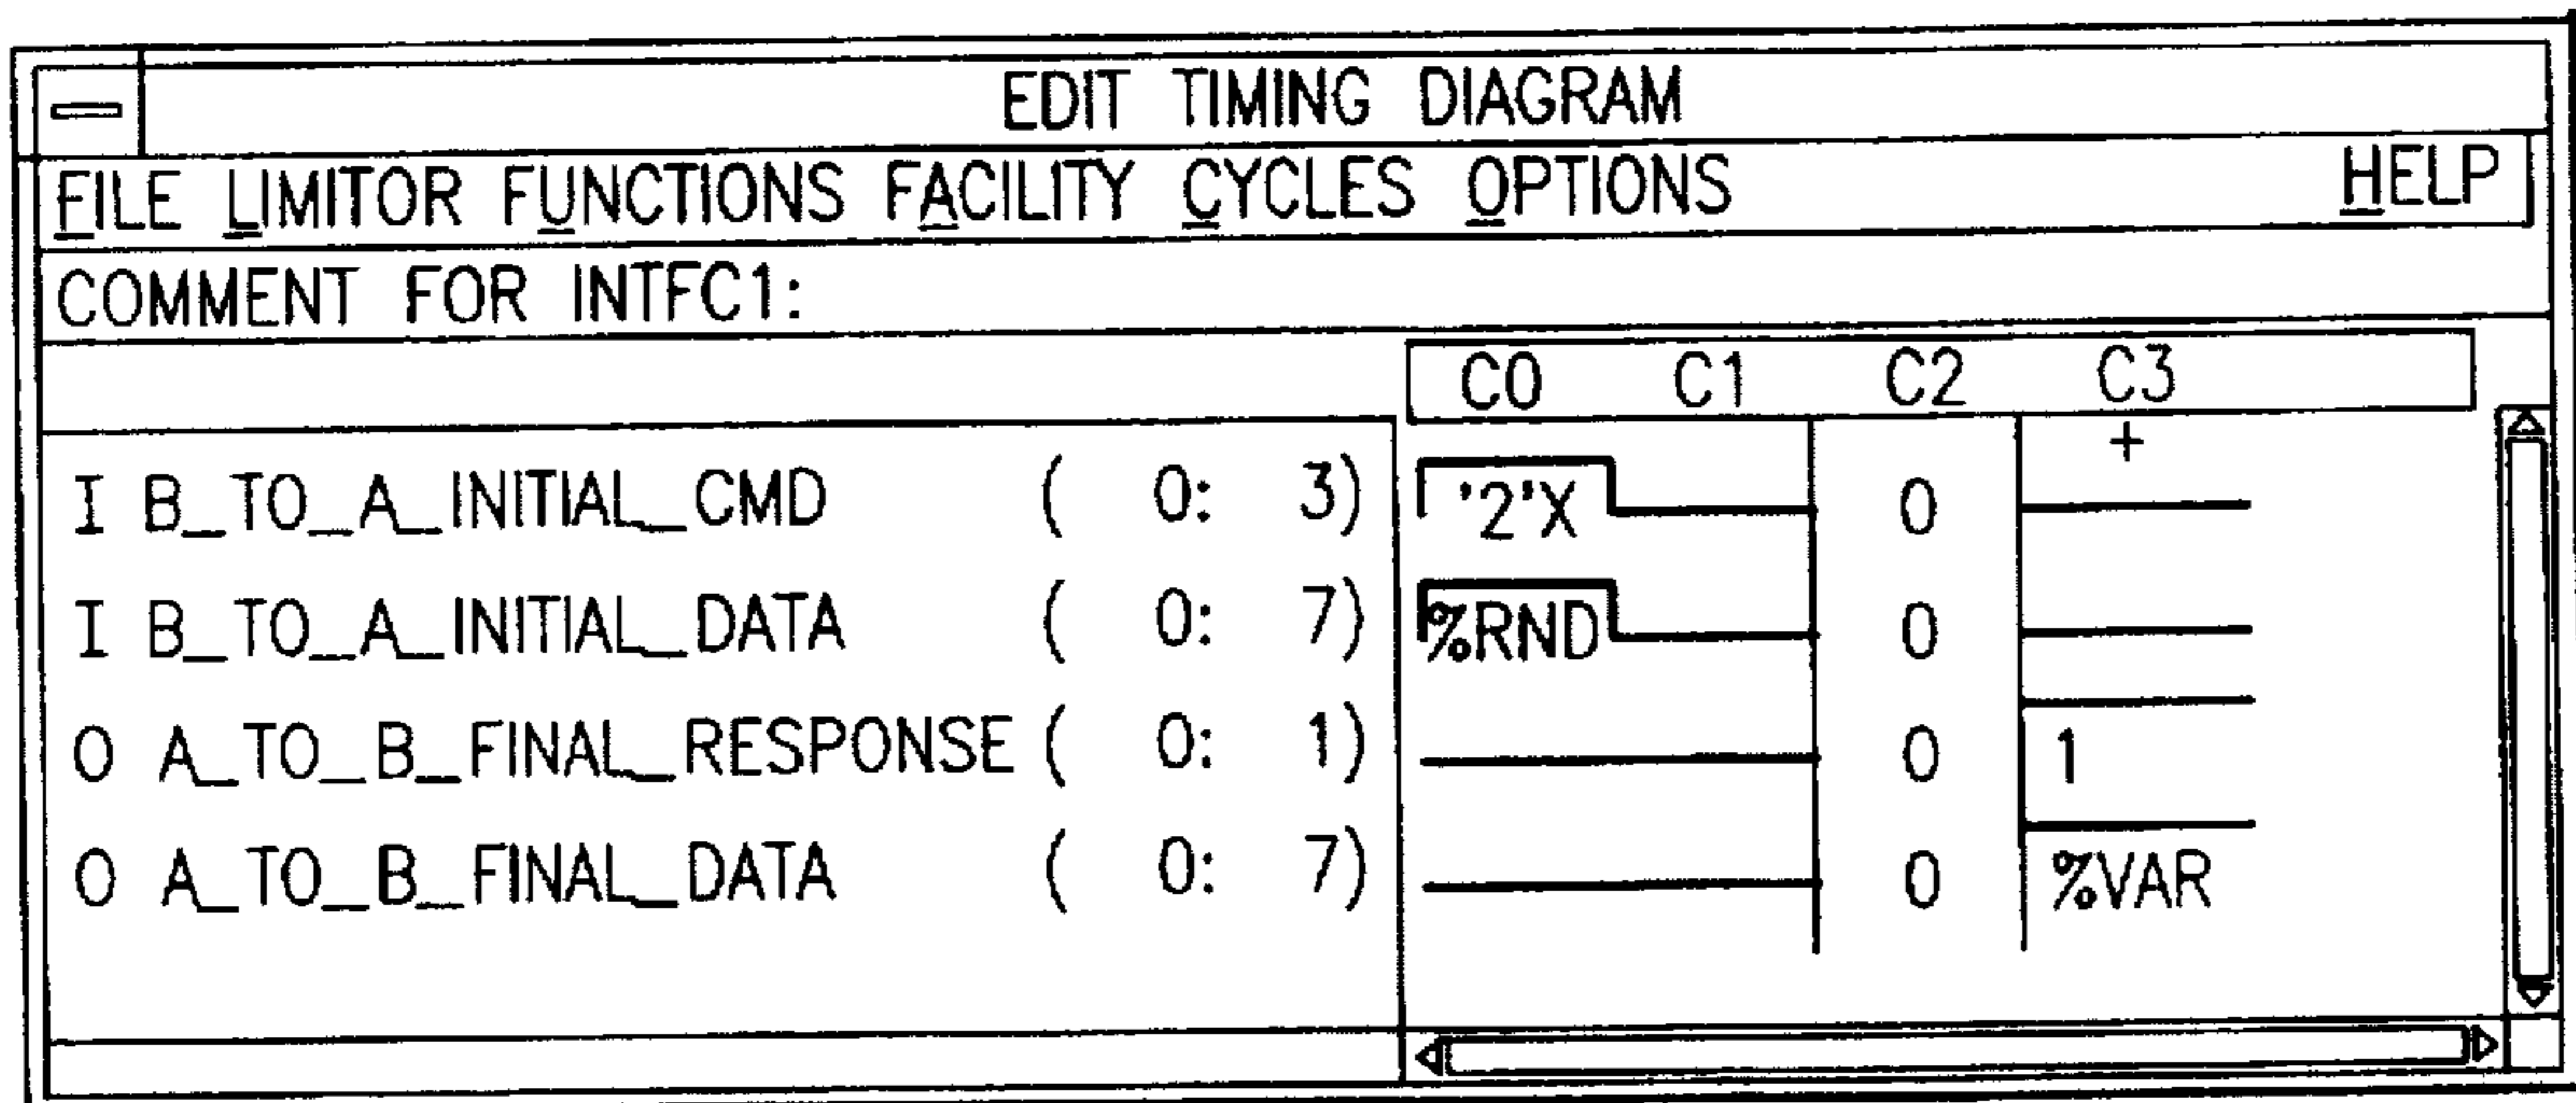 EDIT TIMING DIAGRAM
FILE LIMITOR FUNCTIONS FACILITY CYCLES OPTIONS HELP
COMMENT FOR INTFC1:
C0 C1 C2 C3
+
I B_TO_A_INITIAL_CMD ( 0: 3) '2'X 0
I B_TO_A_INITIAL_DATA ( 0: 7) %RND 0
O A_TO_B_FINAL_RESPONSE ( 0: 1) 0 1
O A_TO_B_FINAL_DATA ( 0: 7) 0 %VAR